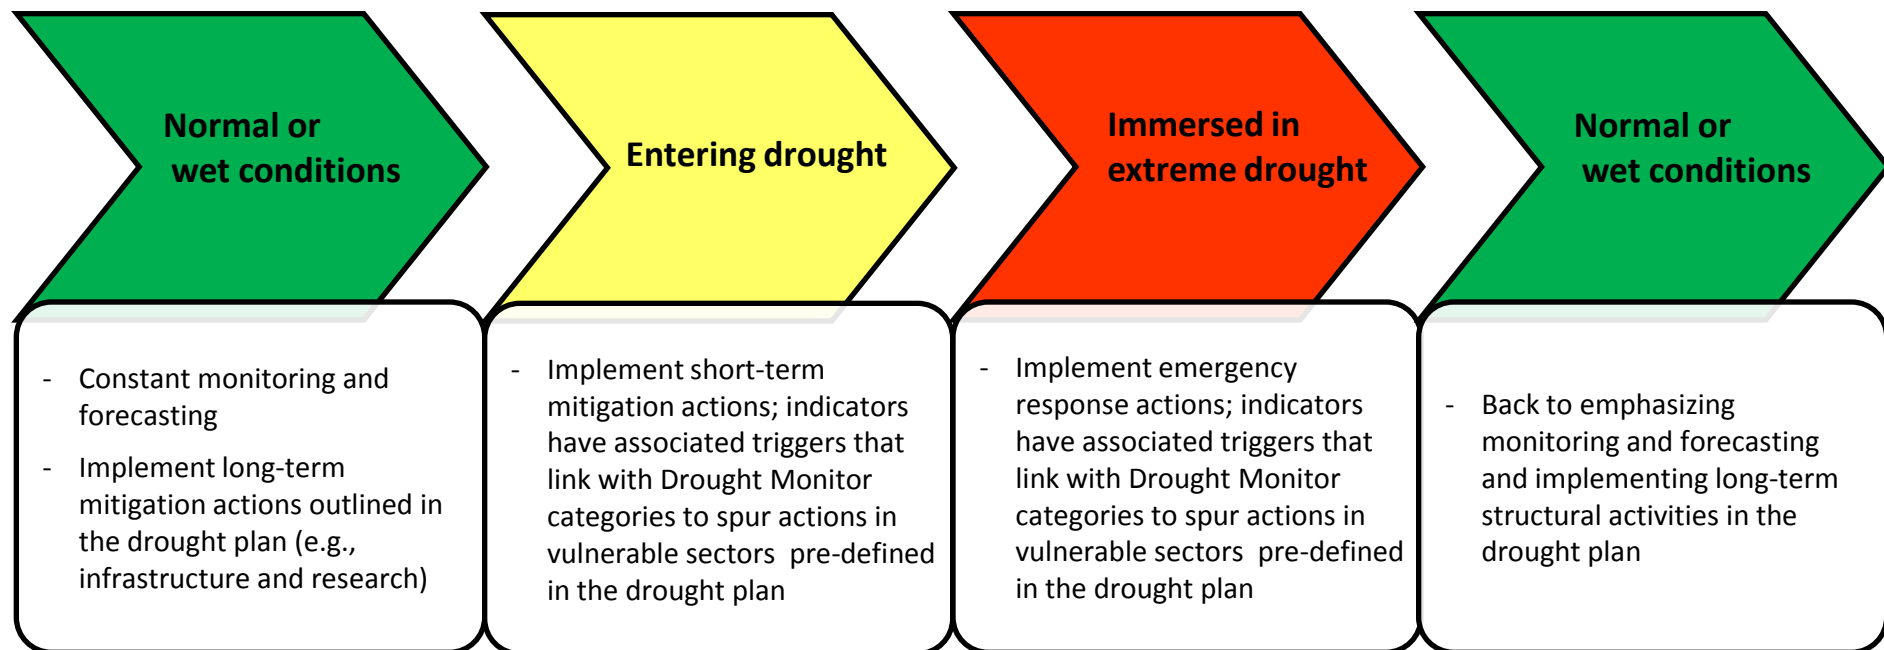 Normal or
wet conditions
Entering drought
Immersed in
extreme drought
Normal or
wet conditions
- Constant monitoring and
forecasting
- Implement long-term
mitigation actions outlined in
the drought plan (e.g.,
infrastructure and research)
- Implement short-term
mitigation actions; indicators
have associated triggers that
link with Drought Monitor
categories to spur actions in
vulnerable sectors  pre-defined
in the drought plan
- Implement emergency
response actions; indicators
have associated triggers that
link with Drought Monitor
categories to spur actions in
vulnerable sectors  pre-defined
in the drought plan
- Back to emphasizing
monitoring and forecasting
and implementing long-term
structural activities in the
drought plan